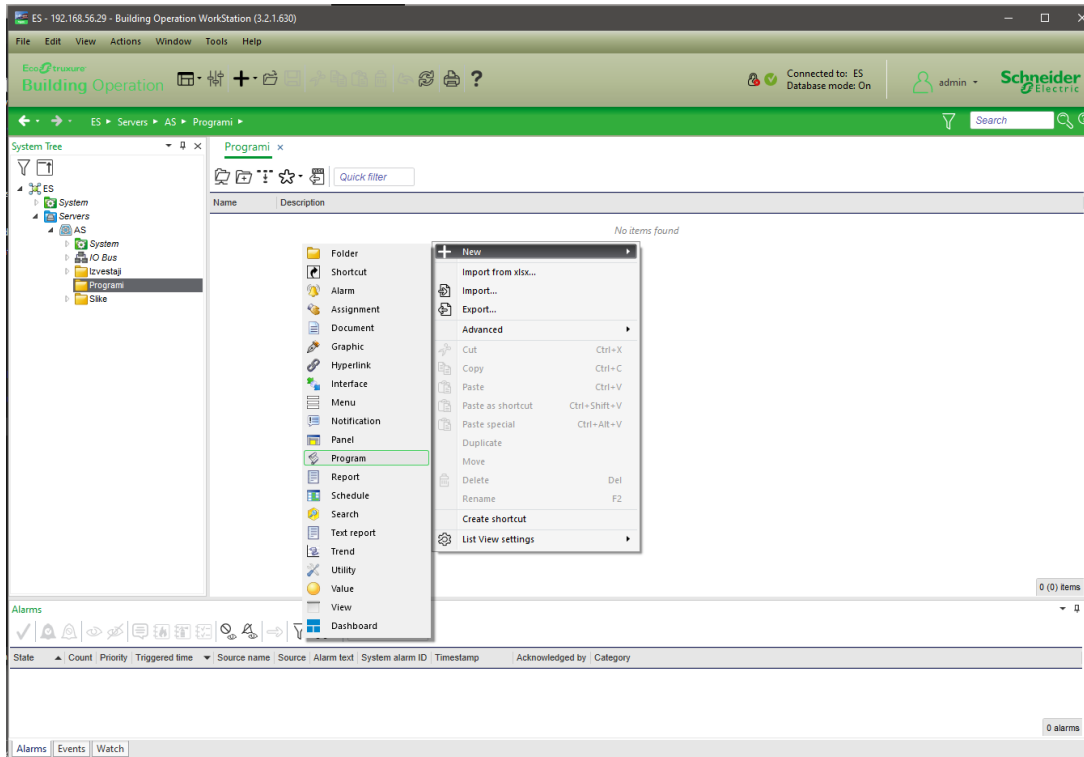 ES - 192.168.56.29 - Building Operation WorkStation (3.2.1.630)
File Edit View Actions Window Tools Help
EcoStruxure
Building Operation
Connected to: ES
Database mode: On
admin
Schneider
Electric
ES ▸ Servers ▸ AS ▸ Programi ▸
Search
System Tree
ES
System
Servers
AS
System
IO Bus
Izvestaji
Programi
Slike
Programi ×
Quick filter
Name Description
No items found
Folder
Shortcut
Alarm
Assignment
Document
Graphic
Hyperlink
Interface
Menu
Notification
Panel
Program
Report
Schedule
Search
Text report
Trend
Utility
Value
View
Dashboard
New
Import from xlsx...
Import...
Export...
Advanced
Cut Ctrl+X
Copy Ctrl+C
Paste Ctrl+V
Paste as shortcut Ctrl+Shift+V
Paste special Ctrl+Alt+V
Duplicate
Move
Delete Del
Rename F2
Create shortcut
List View settings
0 (0) items
Alarms
State Count Priority Triggered time Source name Source Alarm text System alarm ID Timestamp Acknowledged by Category
0 alarms
Alarms Events Watch